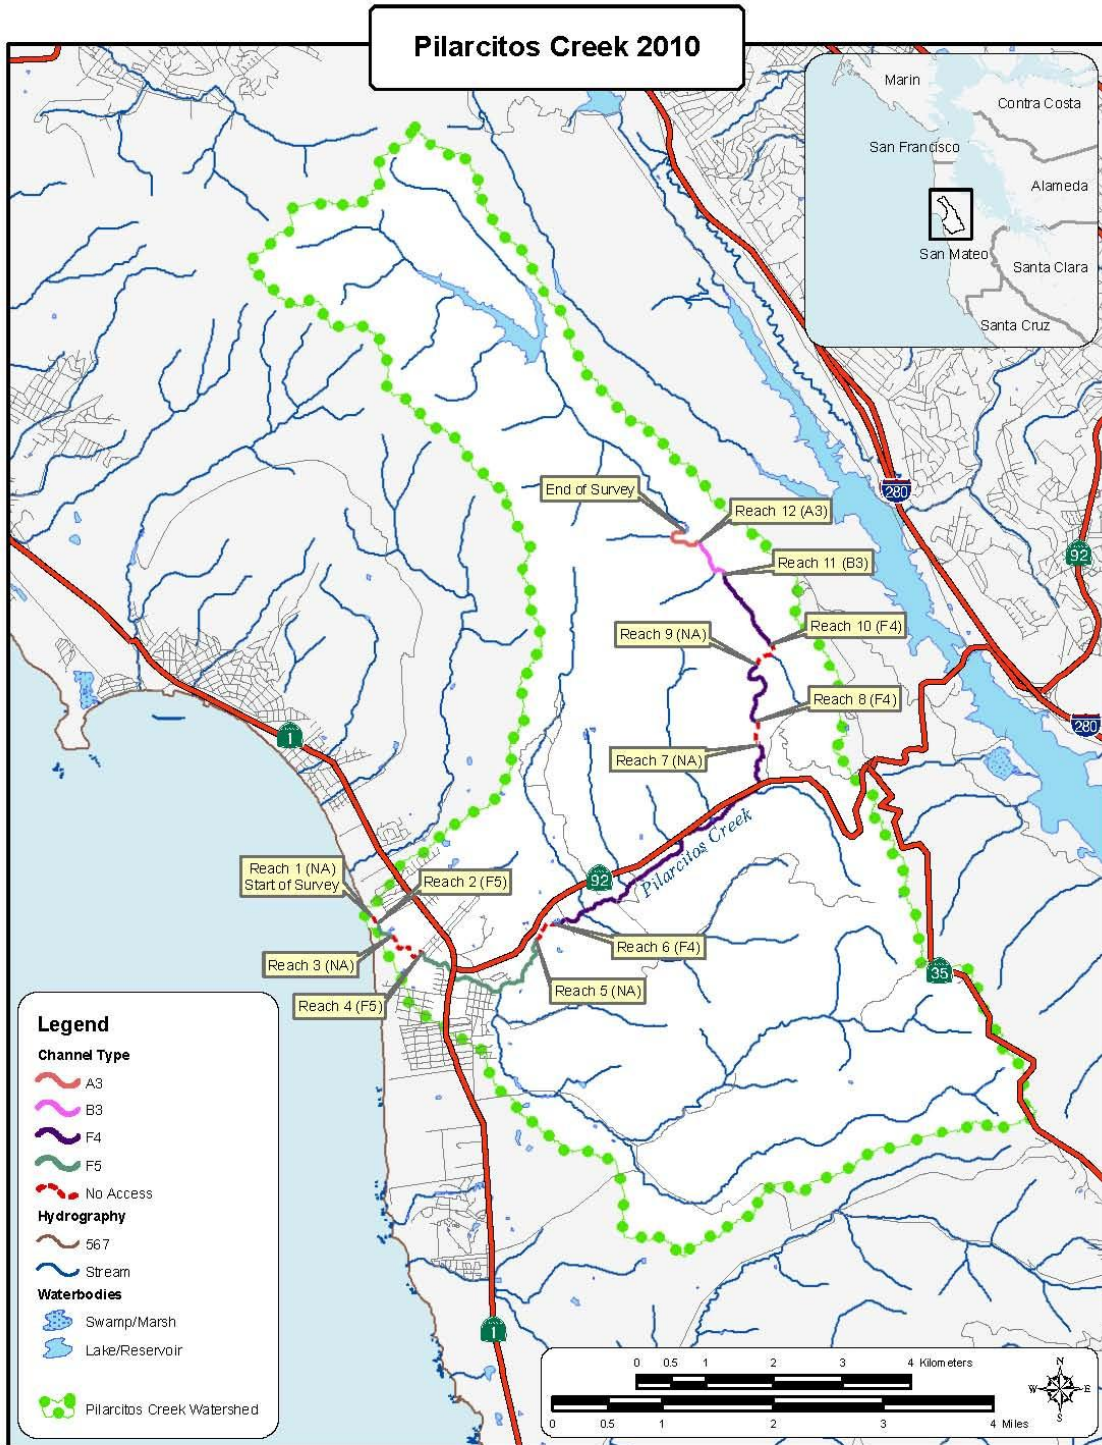 Pilarcitos Creek 2010
Marin
Contra Costa
San Francisco
Alameda
San Mateo
Santa Clara
Santa Cruz
280
92
End of Survey
Reach 12 (A3)
Reach 11 (B3)
Reach 10 (F4)
Reach 9 (NA)
Reach 8 (F4)
280
Reach 7 (NA)
1
Pilarcitos Creek
Reach 1 (NA)
Start of Survey
Reach 2 (F5)
92
Reach 6 (F4)
Reach 3 (NA)
35
Reach 5 (NA)
Reach 4 (F5)
Legend
Channel Type
A3
B3
F4
F5
No Access
Hydrography
567
Stream
Waterbodies
Swamp/Marsh
Lake/Reservoir
Pilarcitos Creek Watershed
1
0 0.5 1 2 3 4 Kilometers
0 0.5 1 2 3 4 Miles
N
W E
S